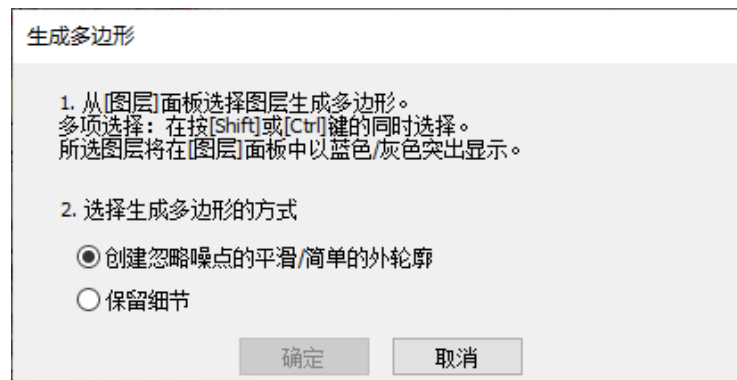 生成多边形
1. 从[图层]面板选择图层生成多边形。
多项选择：在按[Shift]或[Ctrl]键的同时选择。
所选图层将在[图层]面板中以蓝色/灰色突出显示。
2. 选择生成多边形的方式
创建忽略噪点的平滑/简单的外轮廓
保留细节
确定 取消